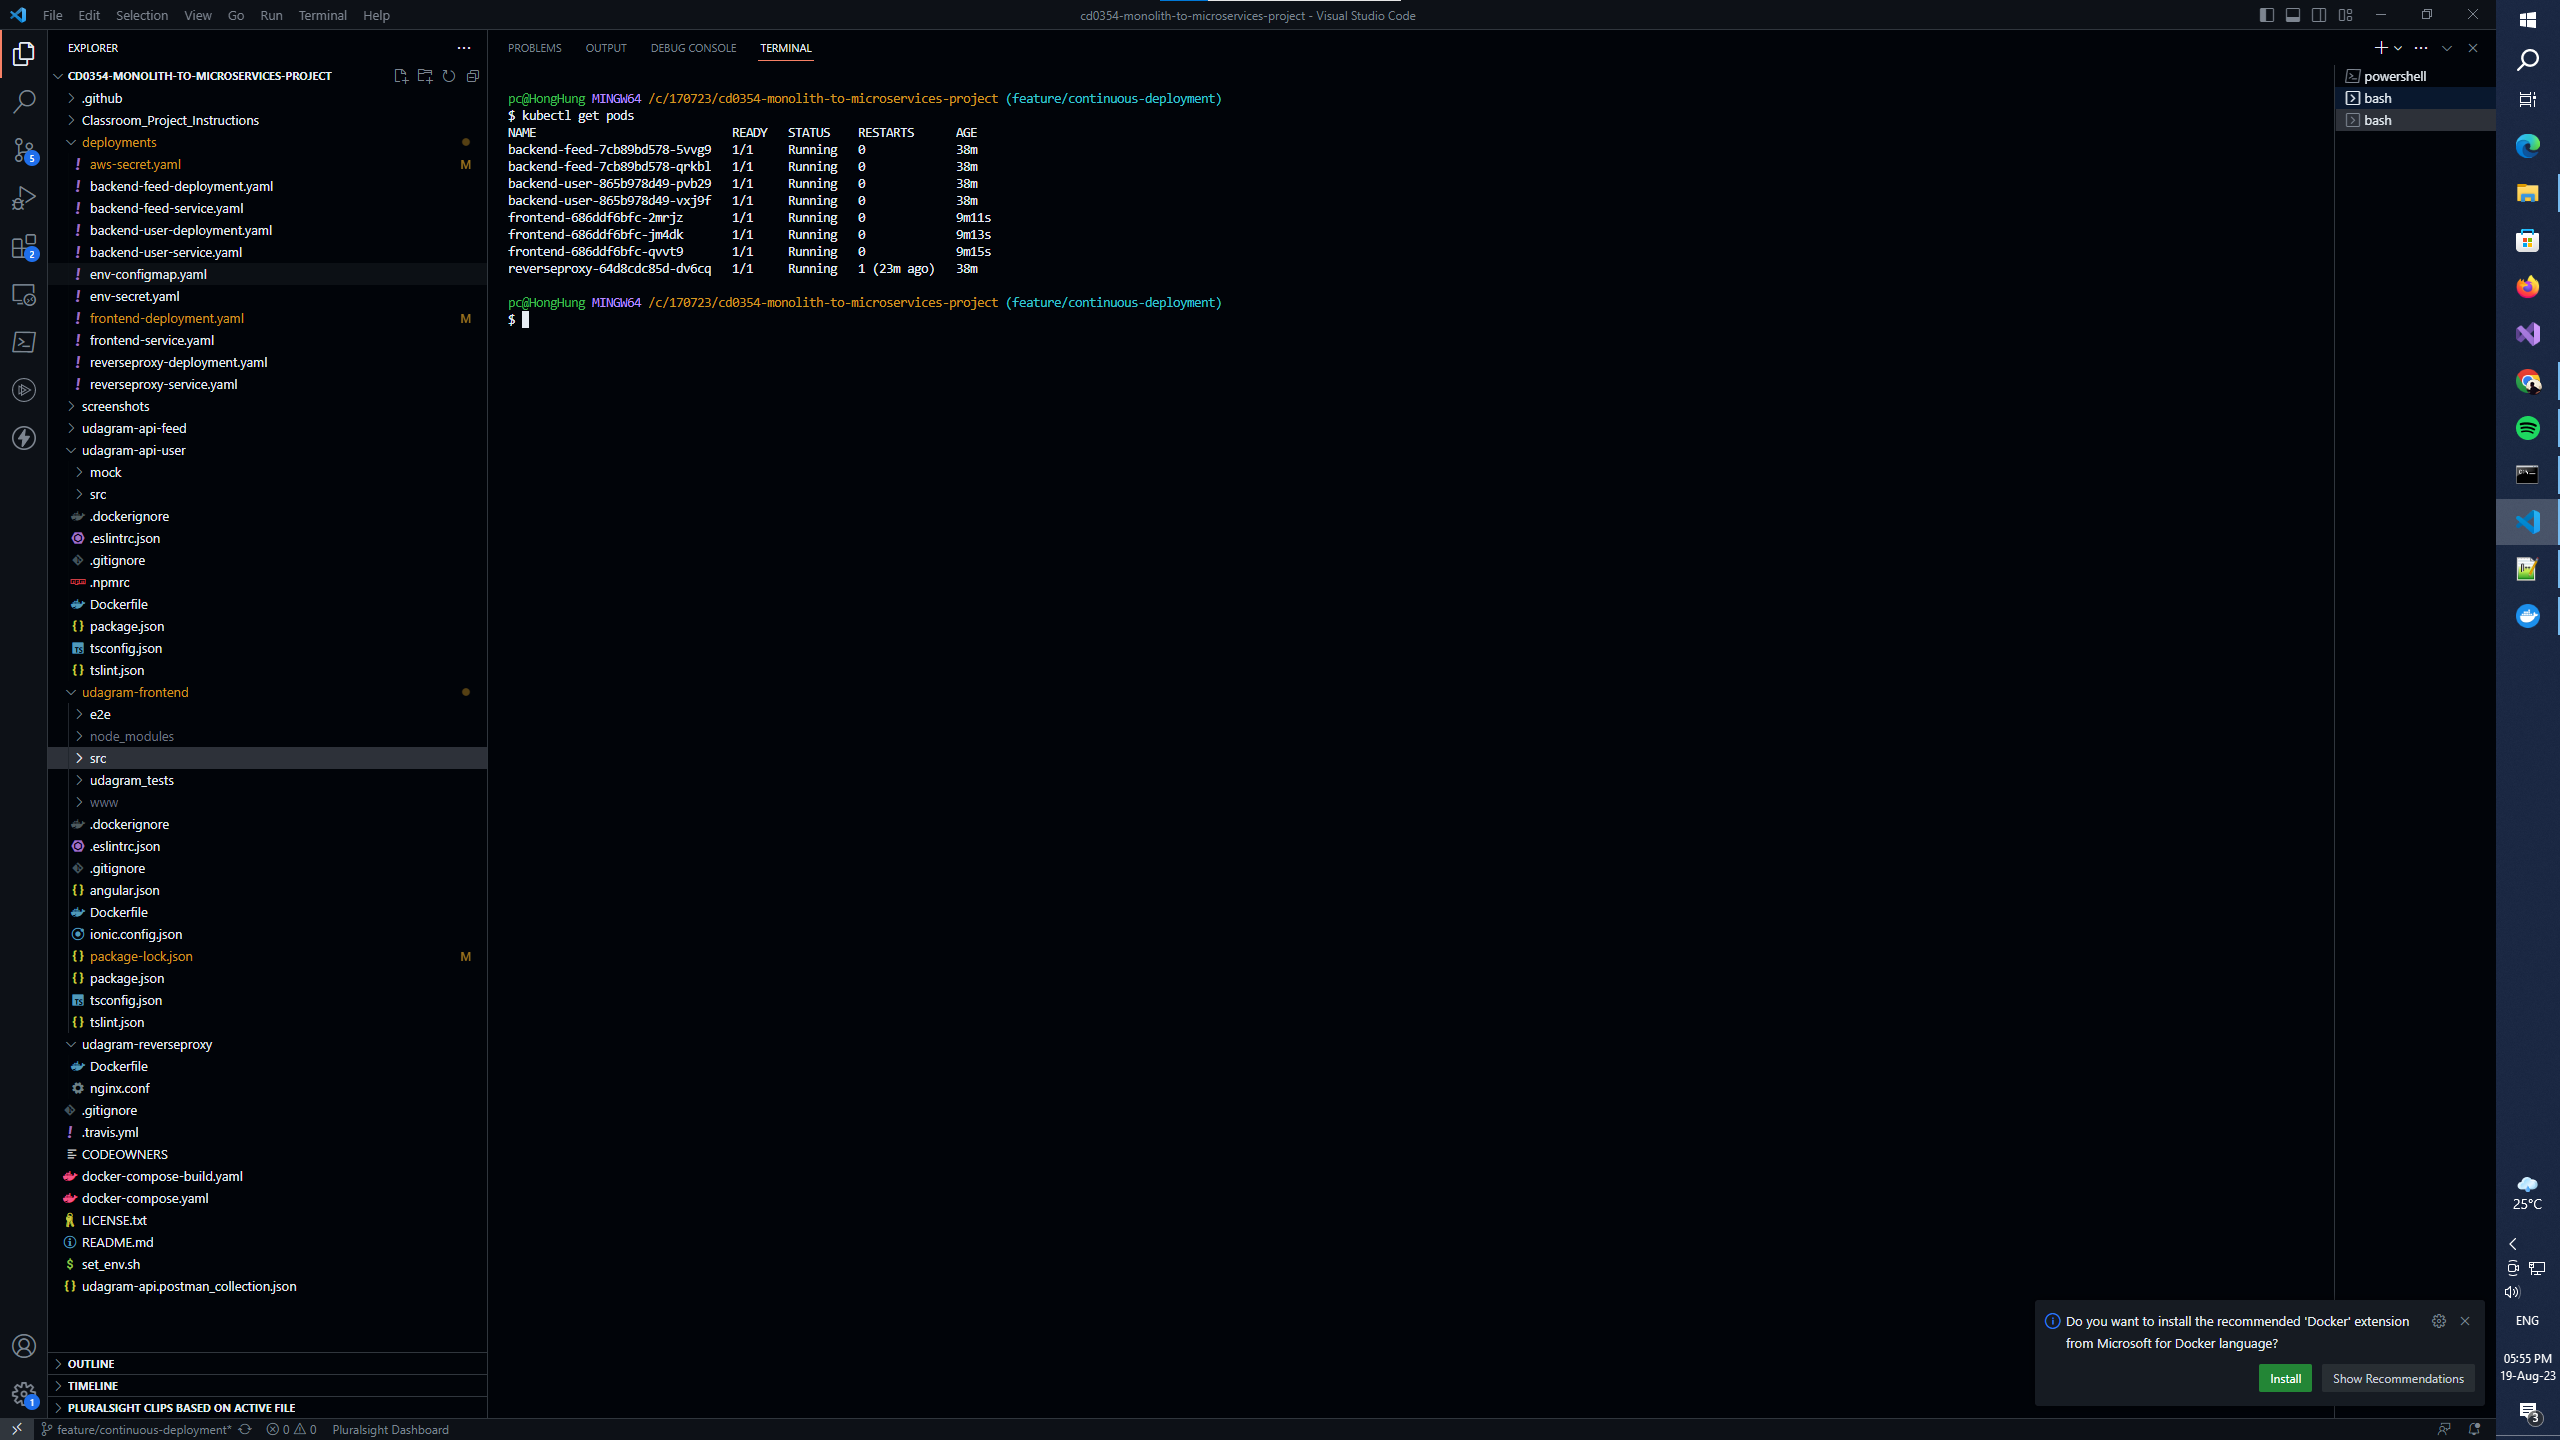 File Edit Selection View Go Run Terminal Help
cd0354-monolith-to-microservices-project - Visual Studio Code
EXPLORER
CD0354-MONOLITH-TO-MICROSERVICES-PROJECT
.github
Classroom_Project_Instructions
deployments
aws-secret.yaml M
backend-feed-deployment.yaml
backend-feed-service.yaml
backend-user-deployment.yaml
backend-user-service.yaml
env-configmap.yaml
env-secret.yaml
frontend-deployment.yaml M
frontend-service.yaml
reverseproxy-deployment.yaml
reverseproxy-service.yaml
screenshots
udagram-api-feed
udagram-api-user
mock
src
.dockerignore
.eslintrc.json
.gitignore
.npmrc
Dockerfile
package.json
tsconfig.json
tslint.json
udagram-frontend
e2e
node_modules
src
udagram_tests
www
.dockerignore
.eslintrc.json
.gitignore
angular.json
Dockerfile
ionic.config.json
package-lock.json M
package.json
tsconfig.json
tslint.json
udagram-reverseproxy
Dockerfile
nginx.conf
.gitignore
.travis.yml
CODEOWNERS
docker-compose-build.yaml
docker-compose.yaml
LICENSE.txt
README.md
set_env.sh
udagram-api.postman_collection.json
OUTLINE
TIMELINE
PLURALSIGHT CLIPS BASED ON ACTIVE FILE
5
2
1
PROBLEMS OUTPUT DEBUG CONSOLE TERMINAL
pc@HongHung MINGW64 /c/170723/cd0354-monolith-to-microservices-project (feature/continuous-deployment)
$ kubectl get pods
NAME READY STATUS RESTARTS AGE
backend-feed-7cb89bd578-5vvg9 1/1 Running 0 38m
backend-feed-7cb89bd578-qrkbl 1/1 Running 0 38m
backend-user-865b978d49-pvb29 1/1 Running 0 38m
backend-user-865b978d49-vxj9f 1/1 Running 0 38m
frontend-686ddf6bfc-2mrjz 1/1 Running 0 9m11s
frontend-686ddf6bfc-jm4dk 1/1 Running 0 9m13s
frontend-686ddf6bfc-qvvt9 1/1 Running 0 9m15s
reverseproxy-64d8cdc85d-dv6cq 1/1 Running 1 (23m ago) 38m
pc@HongHung MINGW64 /c/170723/cd0354-monolith-to-microservices-project (feature/continuous-deployment)
$
powershell
bash
bash
Do you want to install the recommended 'Docker' extension
from Microsoft for Docker language?
Install Show Recommendations
feature/continuous-deployment* 0 0 Pluralsight Dashboard
25°C
ENG
05:55 PM
19-Aug-23
3